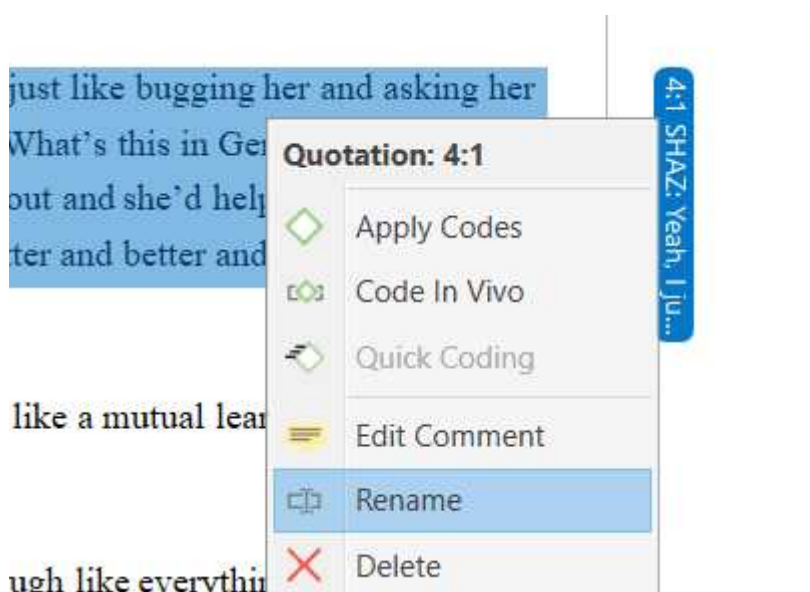 just like bugging her and asking her
What’s this in Ger
out and she’d help
tter and better and
like a mutual lear
ugh like everythin
Quotation: 4:1
Apply Codes
Code In Vivo
Quick Coding
Edit Comment
Rename
Delete
4:1 SHAZ: Yeah, I ju...